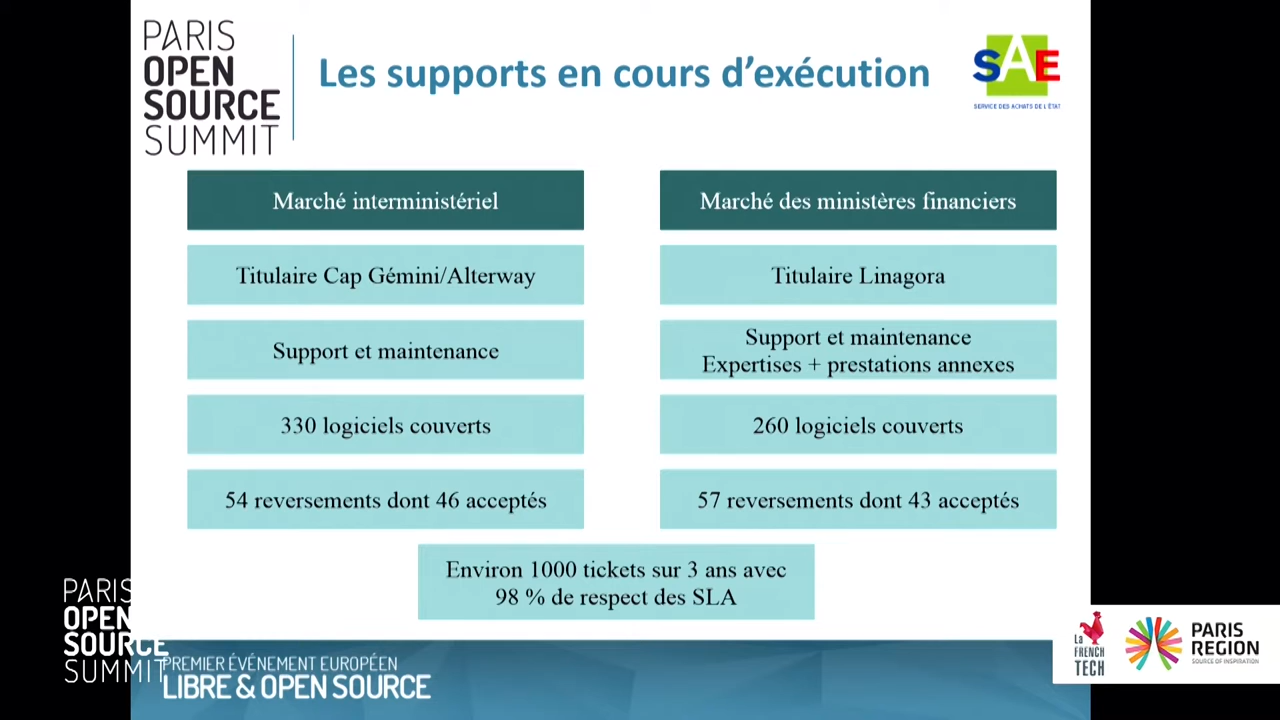 PARIS
OPEN
SOURCE
SUMMIT
Les supports en cours d'exécution
SAE
SERVICE DES ACHATS DE L'ÉTAT
Marché interministériel
Titulaire Cap Gémini/Alterway
Support et maintenance
330 logiciels couverts
54 reversements dont 46 acceptés
Marché des ministères financiers
Titulaire Linagora
Support et maintenance
Expertises + prestations annexes
260 logiciels couverts
57 reversements dont 43 acceptés
Environ 1000 tickets sur 3 ans avec
98 % de respect des SLA
PARIS
OPEN
SOURCE
SUMMIT
PREMIER ÉVÉNEMENT EUROPÉEN
LIBRE & OPEN SOURCE
La
FRENCH
TECH
PARIS
REGION
SOURCE OF INSPIRATION